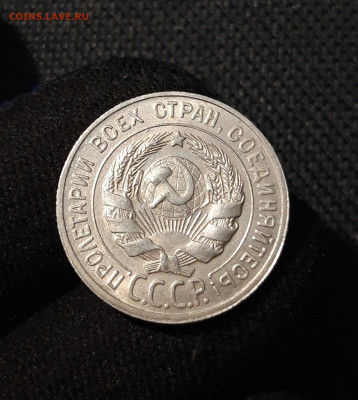 COINS.LAVE.RU
ПРОЛЕТАРИИ ВСЕХ СТРАН, СОЕДИНЯЙТЕСЬ!
С.С.С.Р.